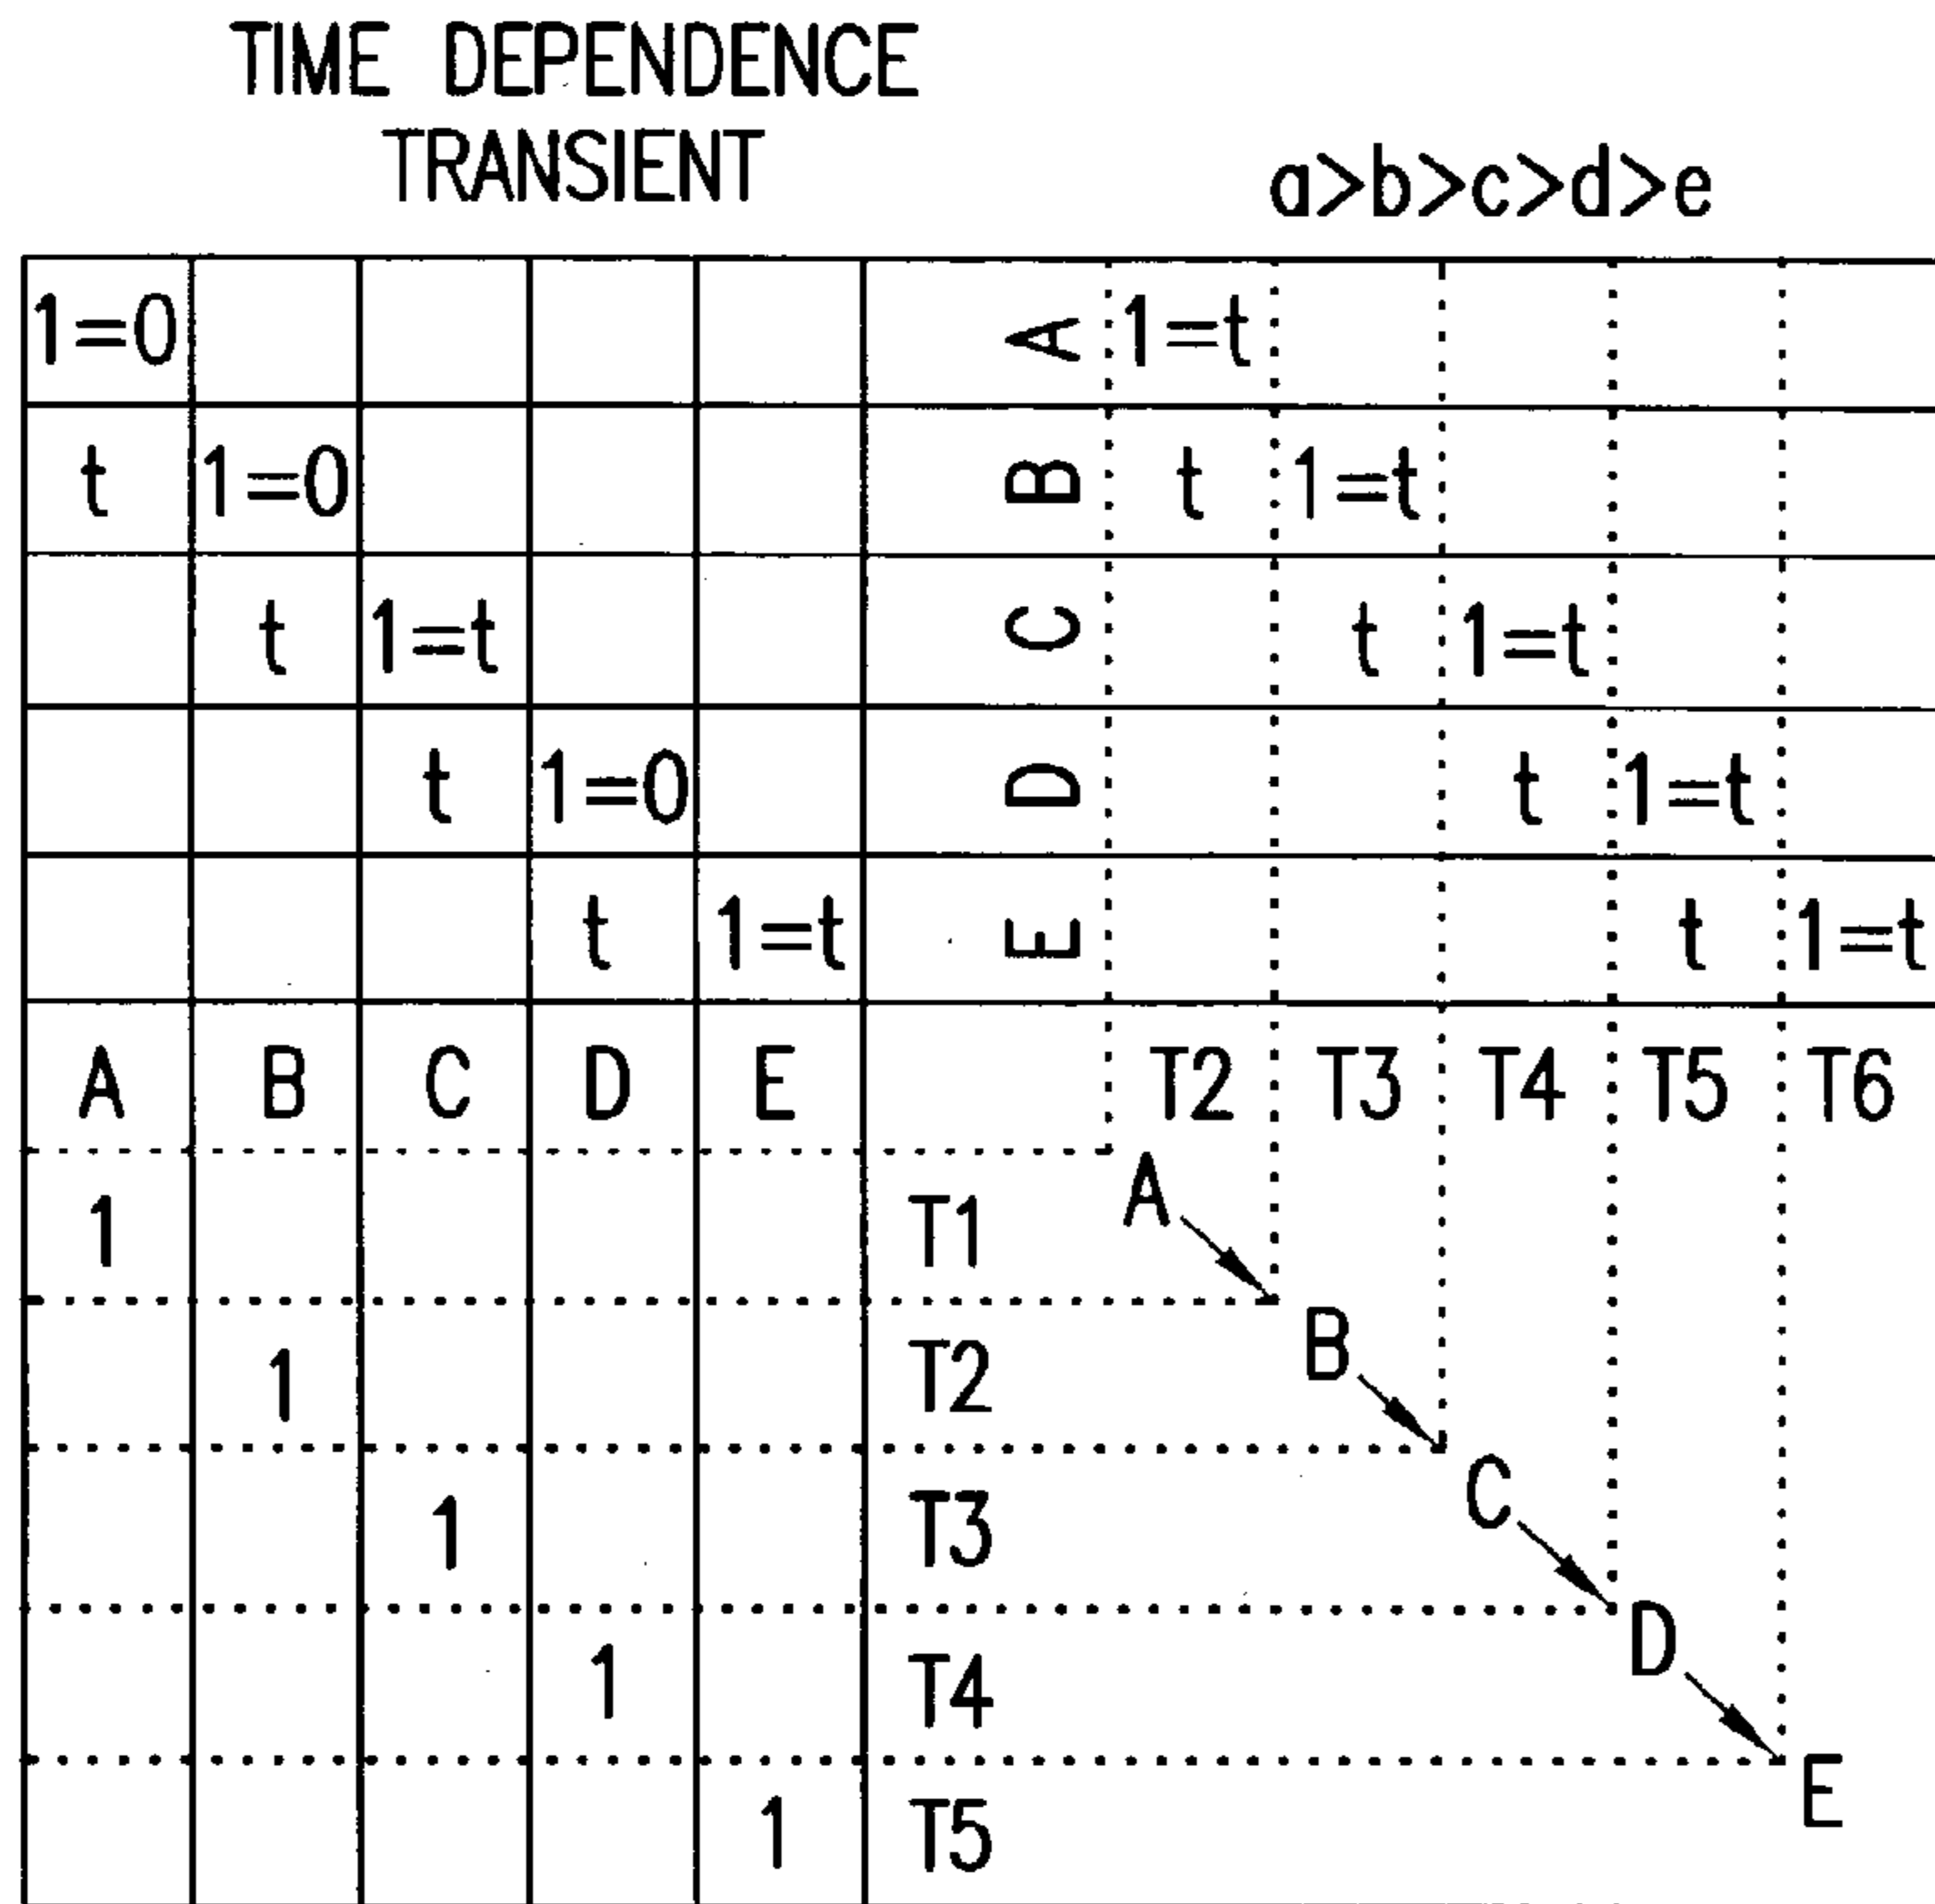 TIME DEPENDENCE
TRANSIENT
a>b>c>d>e
1=0 A 1=t
t 1=0 B t 1=t
t 1=t C t 1=t
t 1=0 D t 1=t
t 1=t E t 1=t
A B C D E T2 T3 T4 T5 T6
1 T1 A
1 T2 B
1 T3 C
1 T4 D
1 T5 E